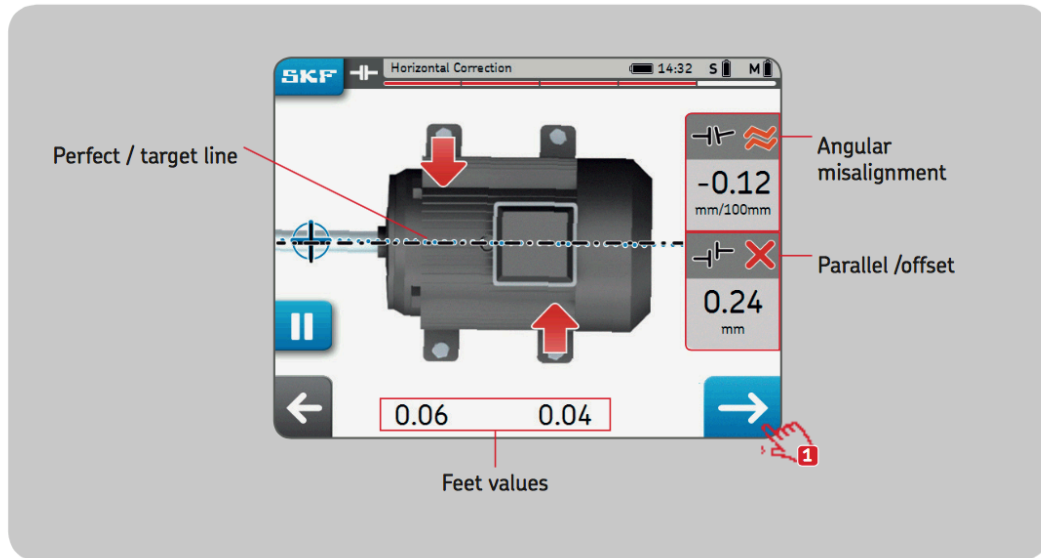 SKF
Horizontal Correction
14:32
S
M
Perfect / target line
Angular
misalignment
-0.12
mm/100mm
Parallel /offset
0.24
mm
0.06 0.04
1
Feet values